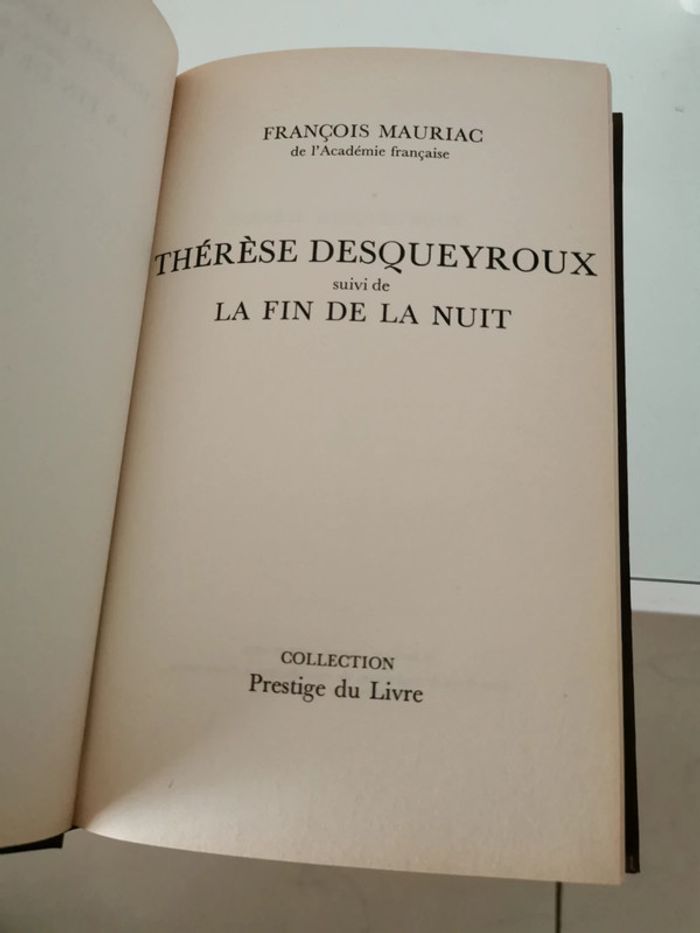 FRANÇOIS MAURIAC
de l'Académie française
THÉRÈSE DESQUEYROUX
suivi de
LA FIN DE LA NUIT
COLLECTION
Prestige du Livre